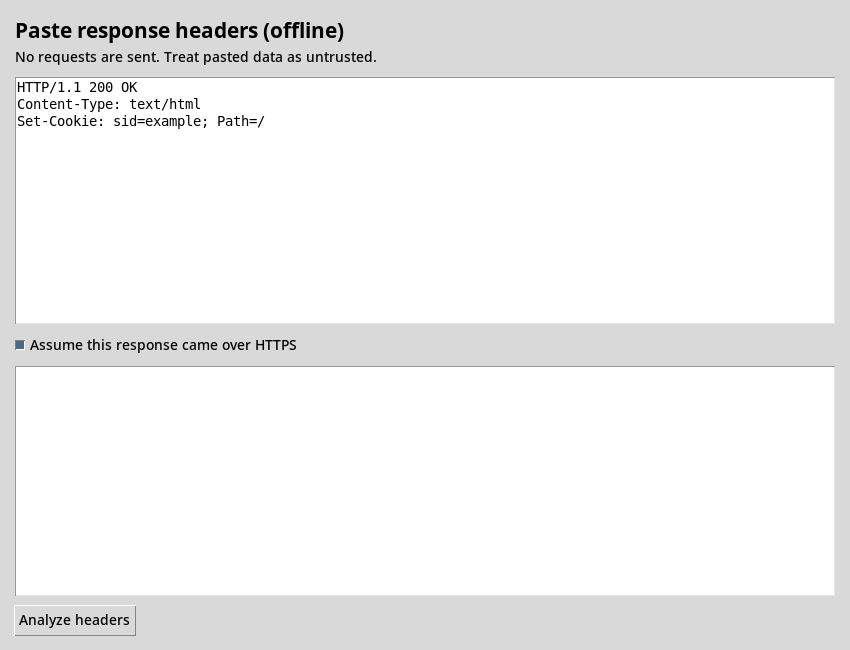 Paste response headers (offline)
No requests are sent. Treat pasted data as untrusted.
HTTP/1.1 200 OK
Content-Type: text/html
Set-Cookie: sid=example; Path=/
Assume this response came over HTTPS
Analyze headers